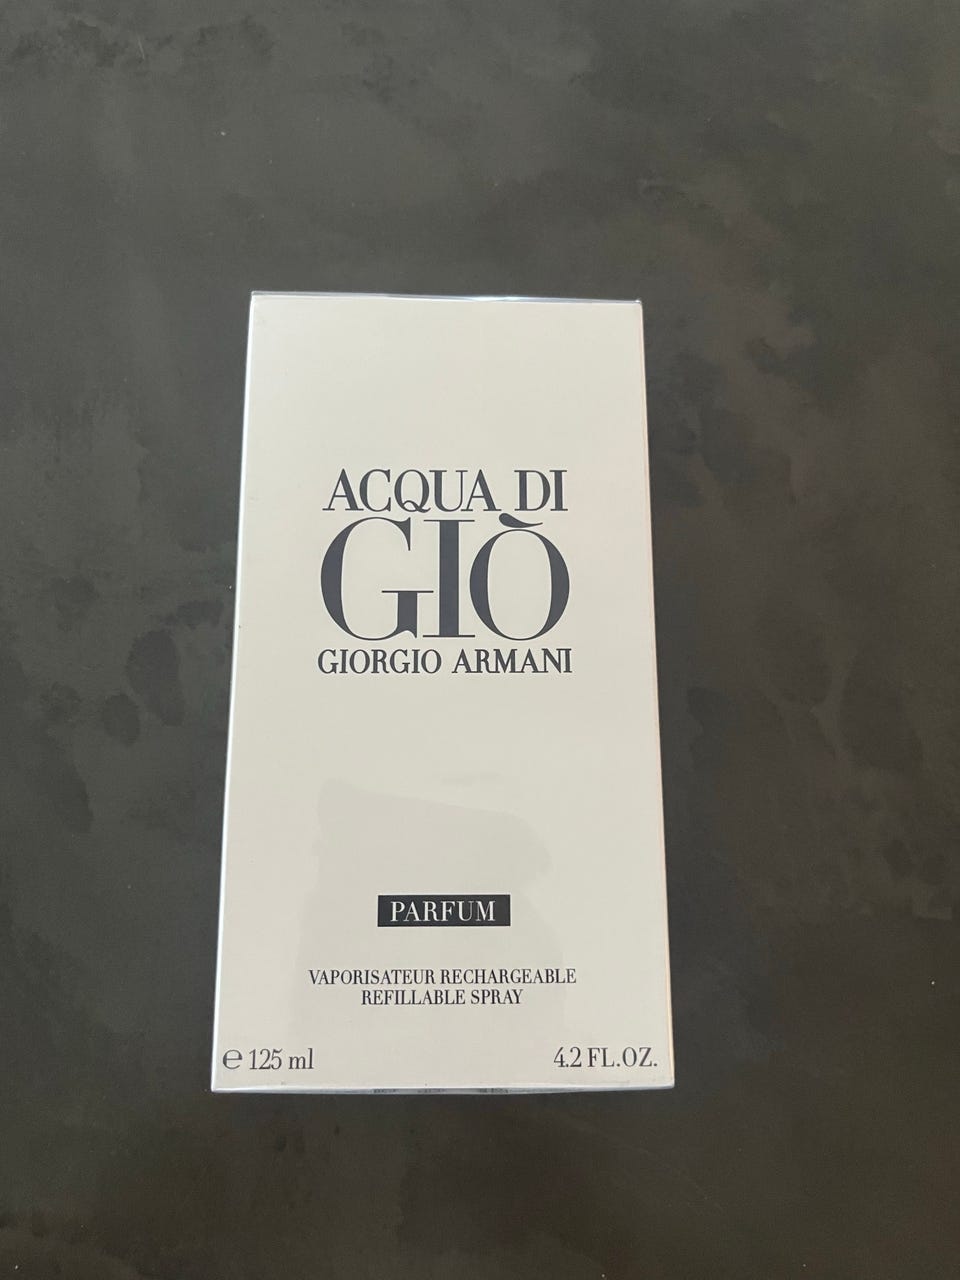 ACQUA DI
GIÒ
GIORGIO ARMANI
PARFUM
VAPORISATEUR RECHARGEABLE
REFILLABLE SPRAY
℮ 125 ml 4.2 FL.OZ.